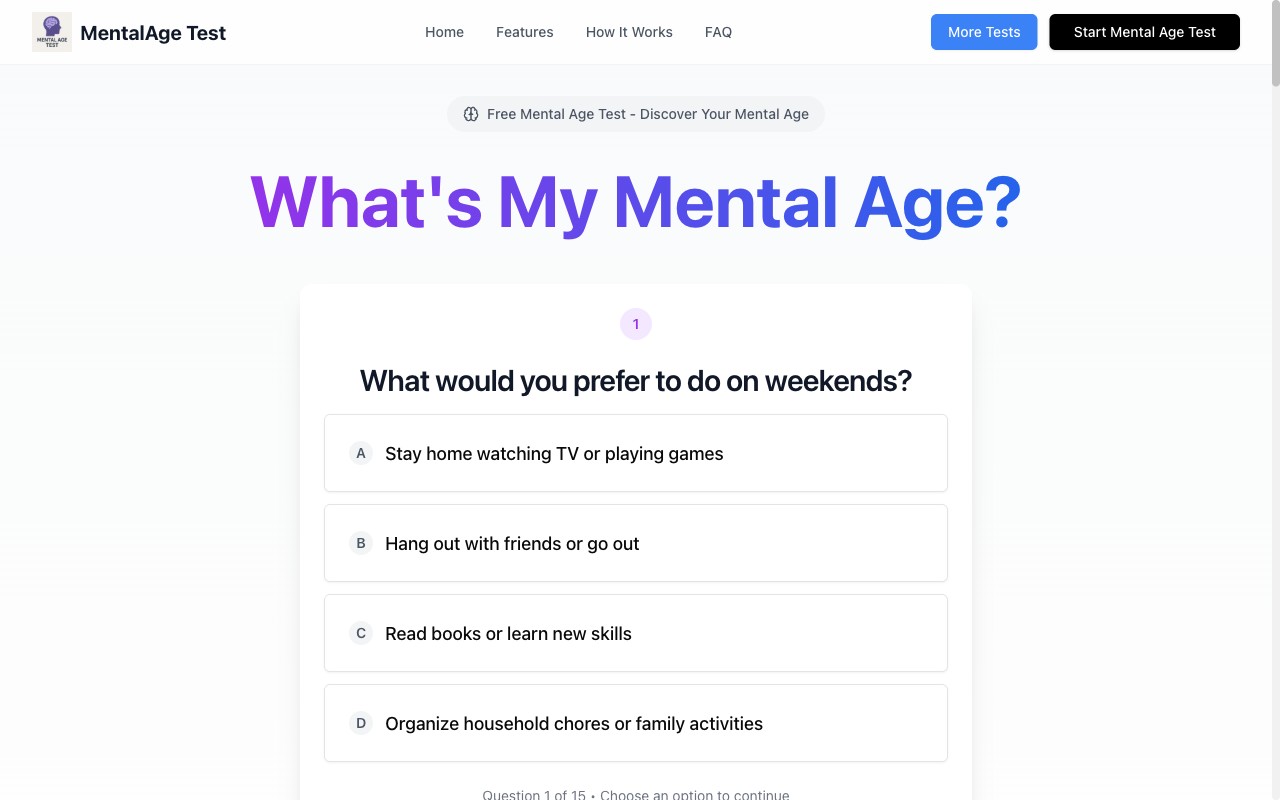 MENTAL AGE
TEST
MentalAge Test
Home
Features
How It Works
FAQ
More Tests
Start Mental Age Test
Free Mental Age Test - Discover Your Mental Age
What's My Mental Age?
1
What would you prefer to do on weekends?
A Stay home watching TV or playing games
B Hang out with friends or go out
C Read books or learn new skills
D Organize household chores or family activities
Question 1 of 15 • Choose an option to continue